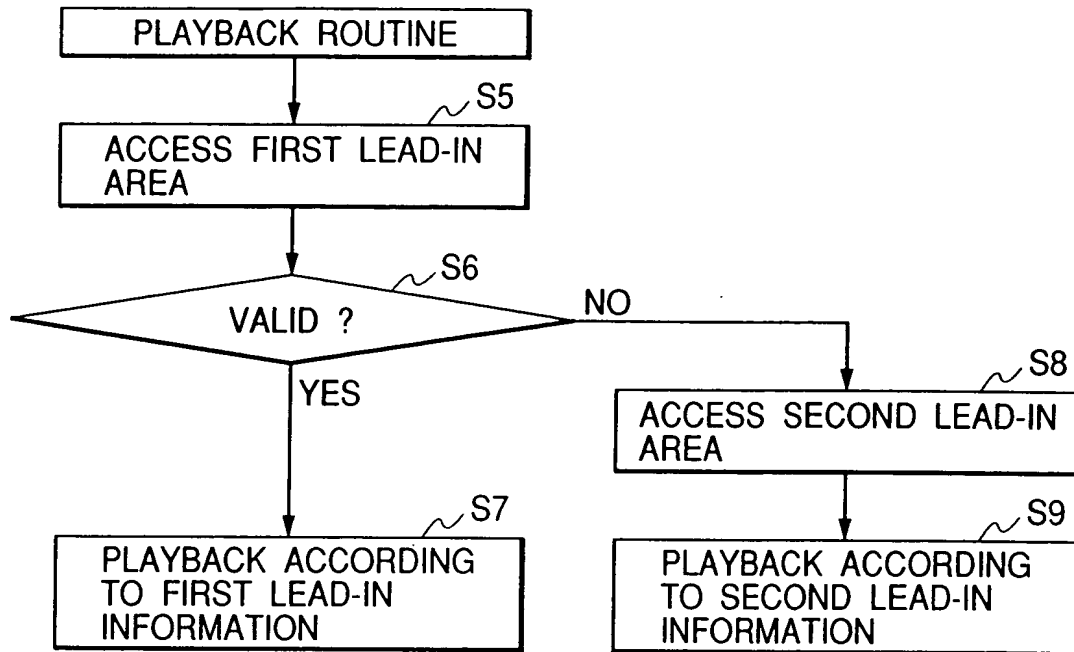 PLAYBACK ROUTINE
S5
ACCESS FIRST LEAD-IN
AREA
S6
VALID ?
NO
YES
S8
ACCESS SECOND LEAD-IN
AREA
S7
PLAYBACK ACCORDING
TO FIRST LEAD-IN
INFORMATION
S9
PLAYBACK ACCORDING
TO SECOND LEAD-IN
INFORMATION